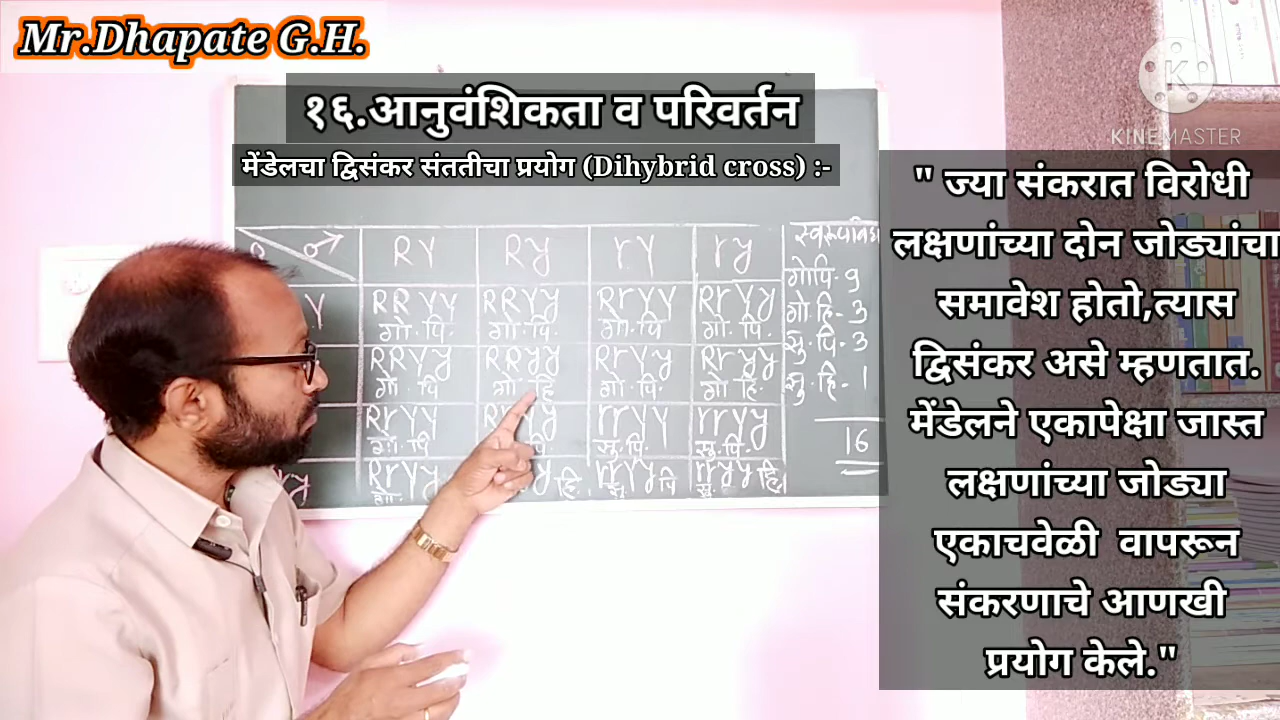 Mr.Dhapate G.H.
KINEMASTER
१६.आनुवंशिकता व परिवर्तन
मेंडेलचा द्विसंकर संततीचा प्रयोग (Dihybrid cross) :-
" ज्या संकरात विरोधी
लक्षणांच्या दोन जोड्यांचा
समावेश होतो,त्यास
द्विसंकर असे म्हणतात.
मेंडेलने एकापेक्षा जास्त
लक्षणांच्या जोड्या
एकाचवेळी वापरून
संकरणाचे आणखी
प्रयोग केले."
♀ ♂ RY Ry rY ry
RRYY RRYy RrYY RrYy
गो. पि. गो. पि. गो. पि गो. पि.
RRYy RRyy RrYy Rryy
गो. पि गो. हि गो. पि. गो हि.
RrYY rrYY rrYy
गो. पि पि. सु. पि. सु. पि.
RrYy हि. rrYy पि rryy हि.
गो. सु. सु.
गोपि. 9
गो. हि - 3
सु. पि - 3
सु. हि - 1
16